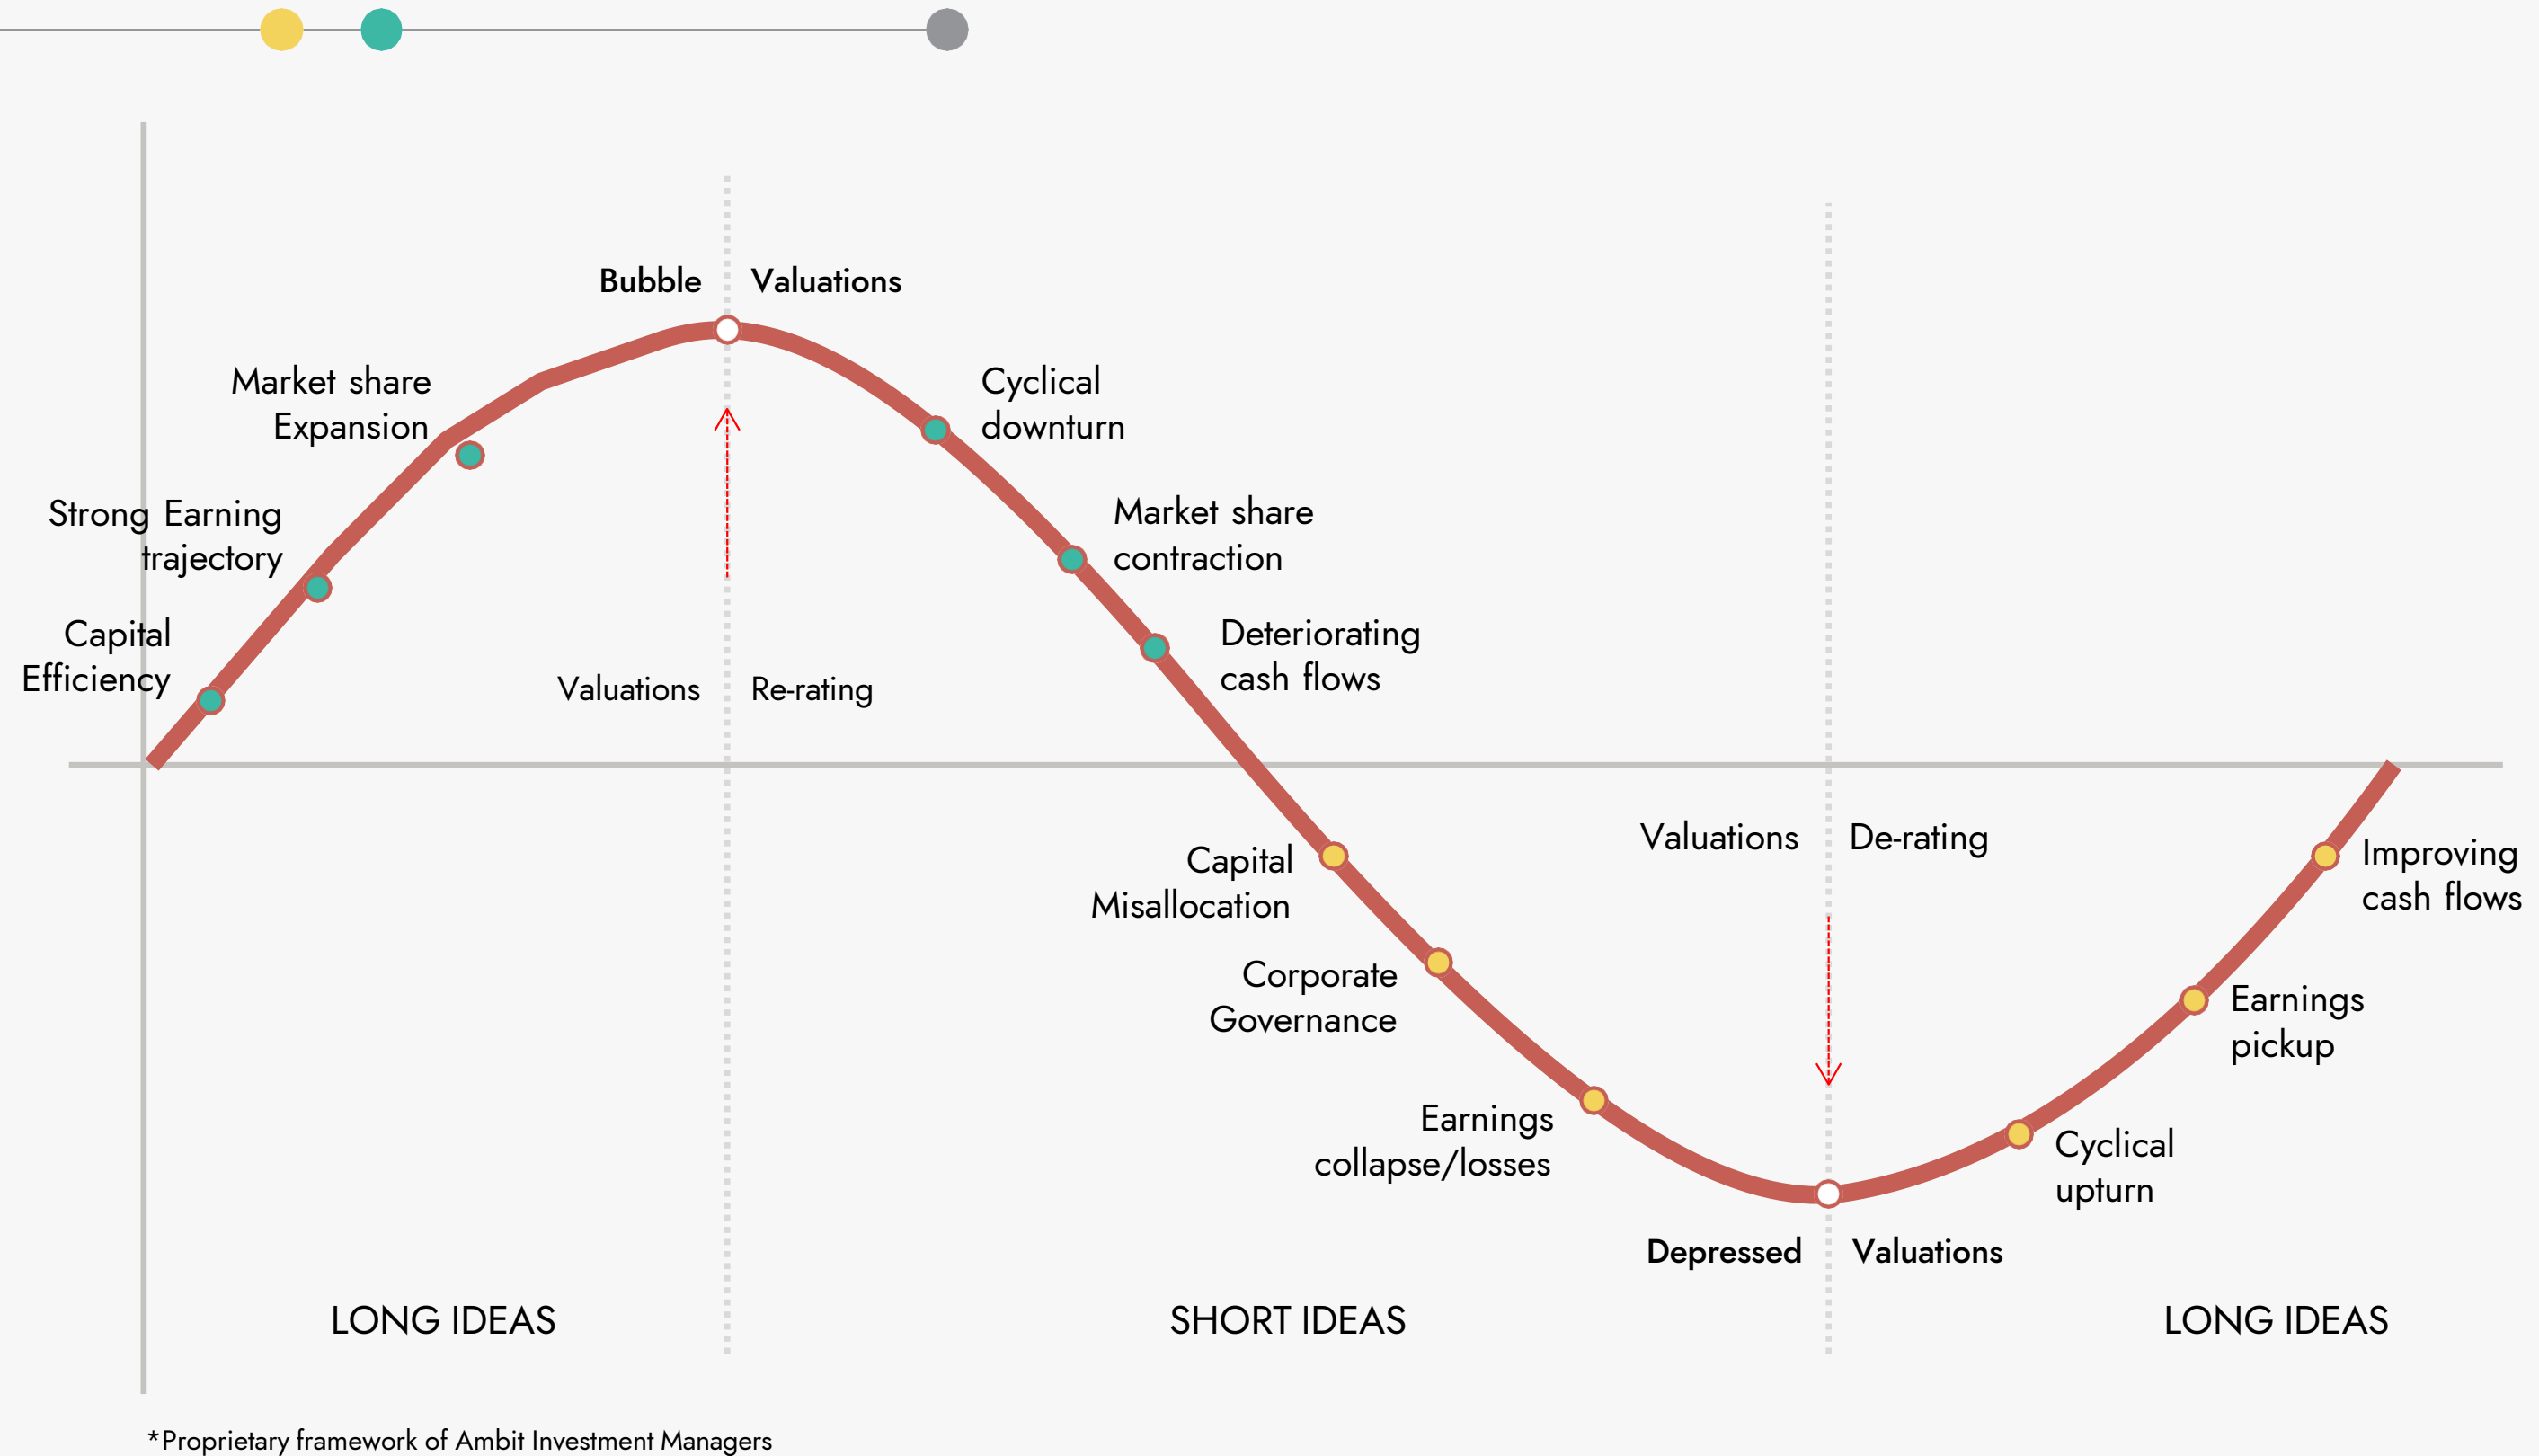 Bubble Valuations
Market share
Expansion
Cyclical
downturn
Strong Earning
trajectory
Market share
contraction
Capital
Efficiency
Deteriorating
cash flows
Valuations Re-rating
Valuations De-rating
Capital
Misallocation
Improving
cash flows
Corporate
Governance
Earnings
pickup
Earnings
collapse/losses
Cyclical
upturn
Depressed Valuations
LONG IDEAS
SHORT IDEAS
LONG IDEAS
*Proprietary framework of Ambit Investment Managers